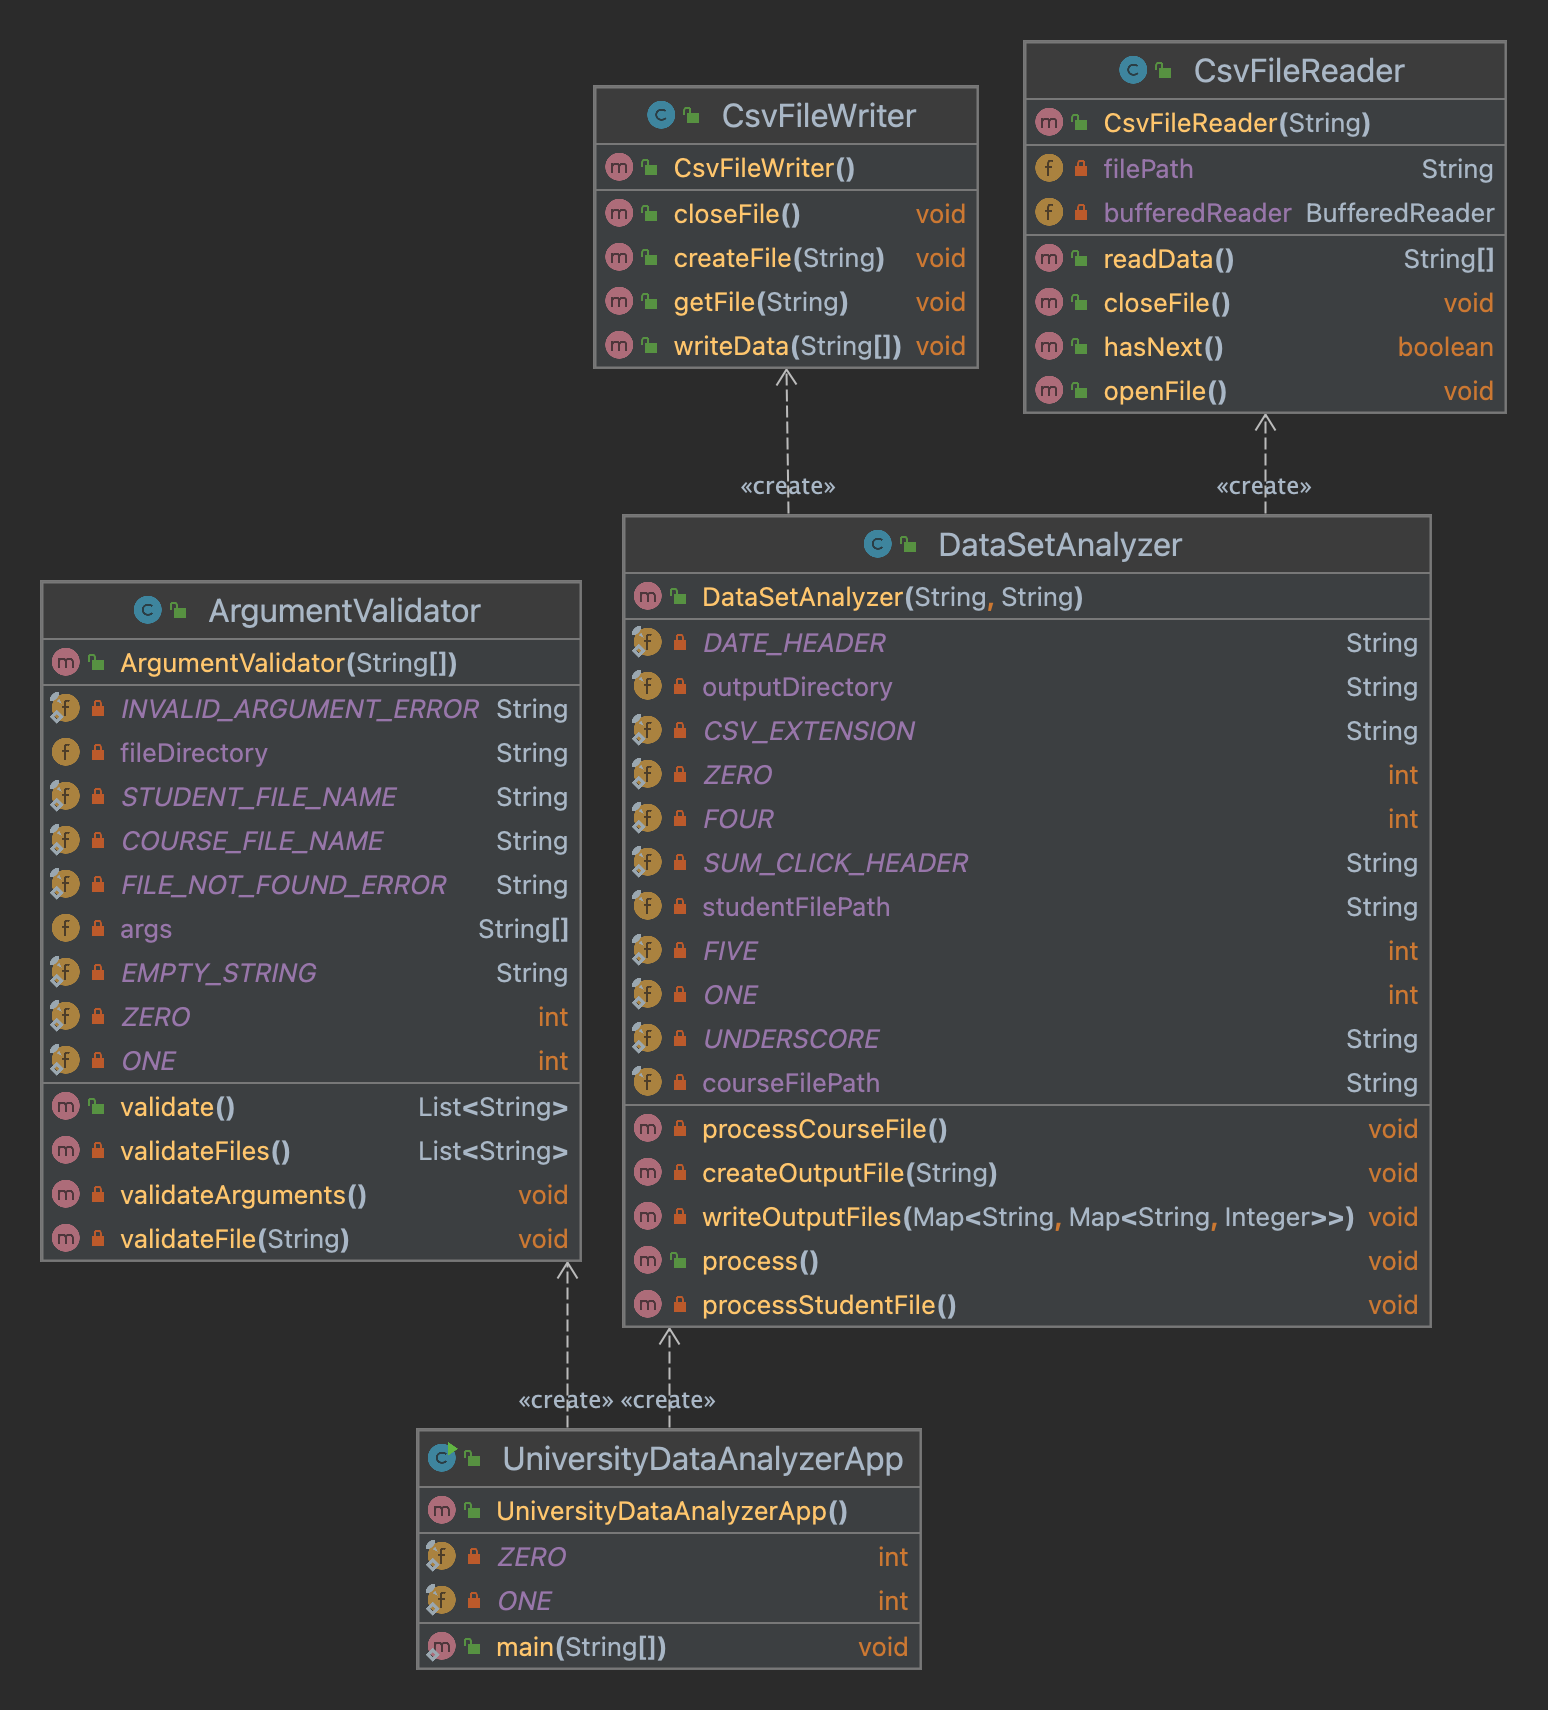 CsvFileReader
CsvFileReader(String)
filePath String
bufferedReader BufferedReader
readData() String[]
closeFile() void
hasNext() boolean
openFile() void
CsvFileWriter
CsvFileWriter()
closeFile() void
createFile(String) void
getFile(String) void
writeData(String[]) void
«create»
«create»
DataSetAnalyzer
DataSetAnalyzer(String, String)
DATE_HEADER String
outputDirectory String
CSV_EXTENSION String
ZERO int
FOUR int
SUM_CLICK_HEADER String
studentFilePath String
FIVE int
ONE int
UNDERSCORE String
courseFilePath String
processCourseFile() void
createOutputFile(String) void
writeOutputFiles(Map<String, Map<String, Integer>>) void
process() void
processStudentFile() void
ArgumentValidator
ArgumentValidator(String[])
INVALID_ARGUMENT_ERROR String
fileDirectory String
STUDENT_FILE_NAME String
COURSE_FILE_NAME String
FILE_NOT_FOUND_ERROR String
args String[]
EMPTY_STRING String
ZERO int
ONE int
validate() List<String>
validateFiles() List<String>
validateArguments() void
validateFile(String) void
«create»
«create»
UniversityDataAnalyzerApp
UniversityDataAnalyzerApp()
ZERO int
ONE int
main(String[]) void